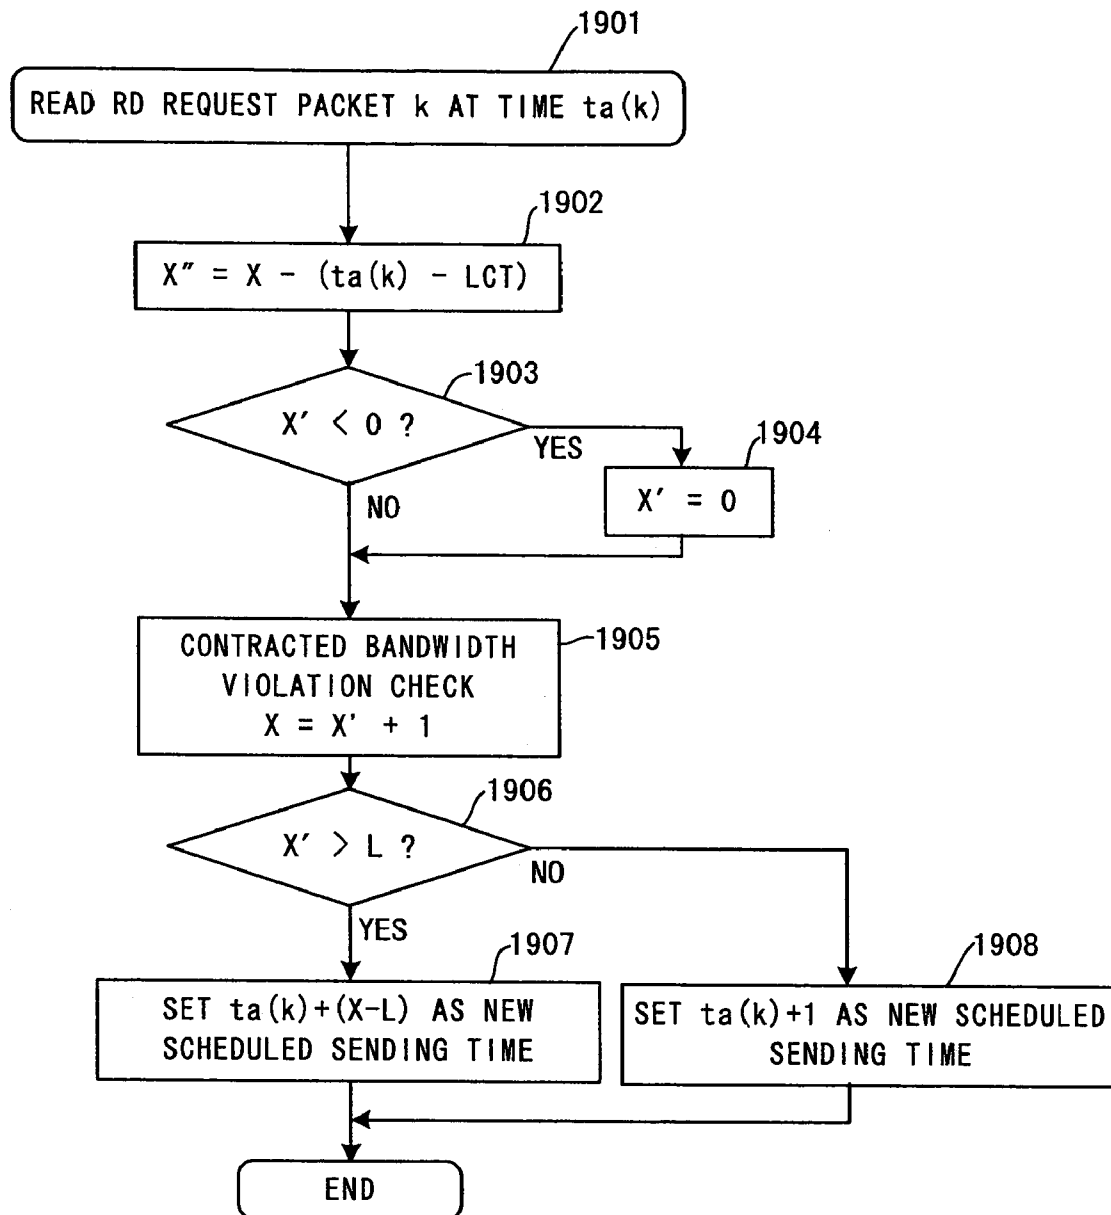 1901
READ RD REQUEST PACKET k AT TIME ta(k)
1902
X″ = X - (ta(k) - LCT)
1903
X′ < 0 ?
YES
NO
1904
X′ = 0
1905
CONTRACTED BANDWIDTH
VIOLATION CHECK
X = X' + 1
1906
X′ > L ?
NO
YES
1907
SET ta(k)+(X-L) AS NEW
SCHEDULED SENDING TIME
1908
SET ta(k)+1 AS NEW SCHEDULED
SENDING TIME
END